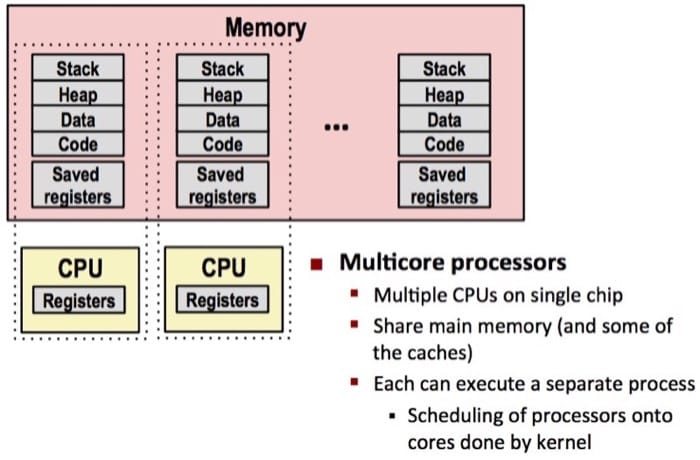 Memory
Stack
Heap
Data
Code
Saved
registers
Stack
Heap
Data
Code
Saved
registers
...
Stack
Heap
Data
Code
Saved
registers
CPU
Registers
CPU
Registers
■ Multicore processors
▪ Multiple CPUs on single chip
▪ Share main memory (and some of
the caches)
▪ Each can execute a separate process
▪ Scheduling of processors onto
cores done by kernel